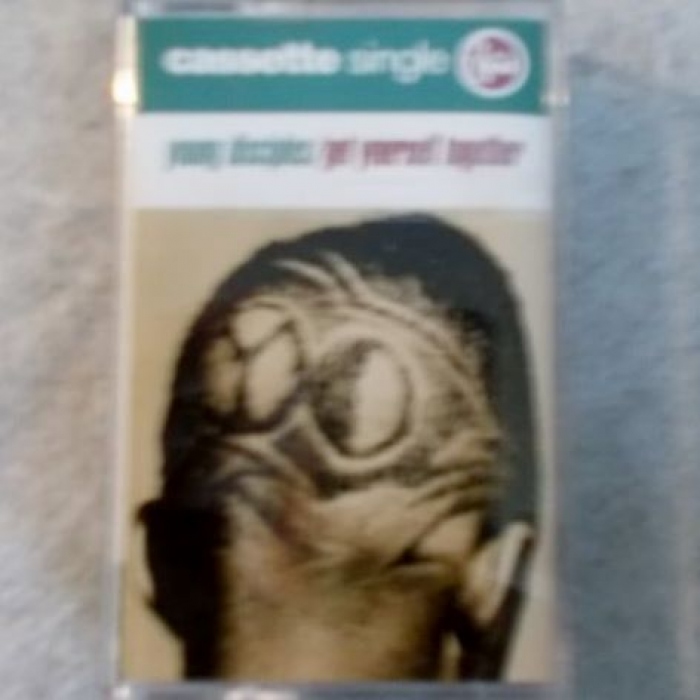 cassette single
young disciples / get yourself together